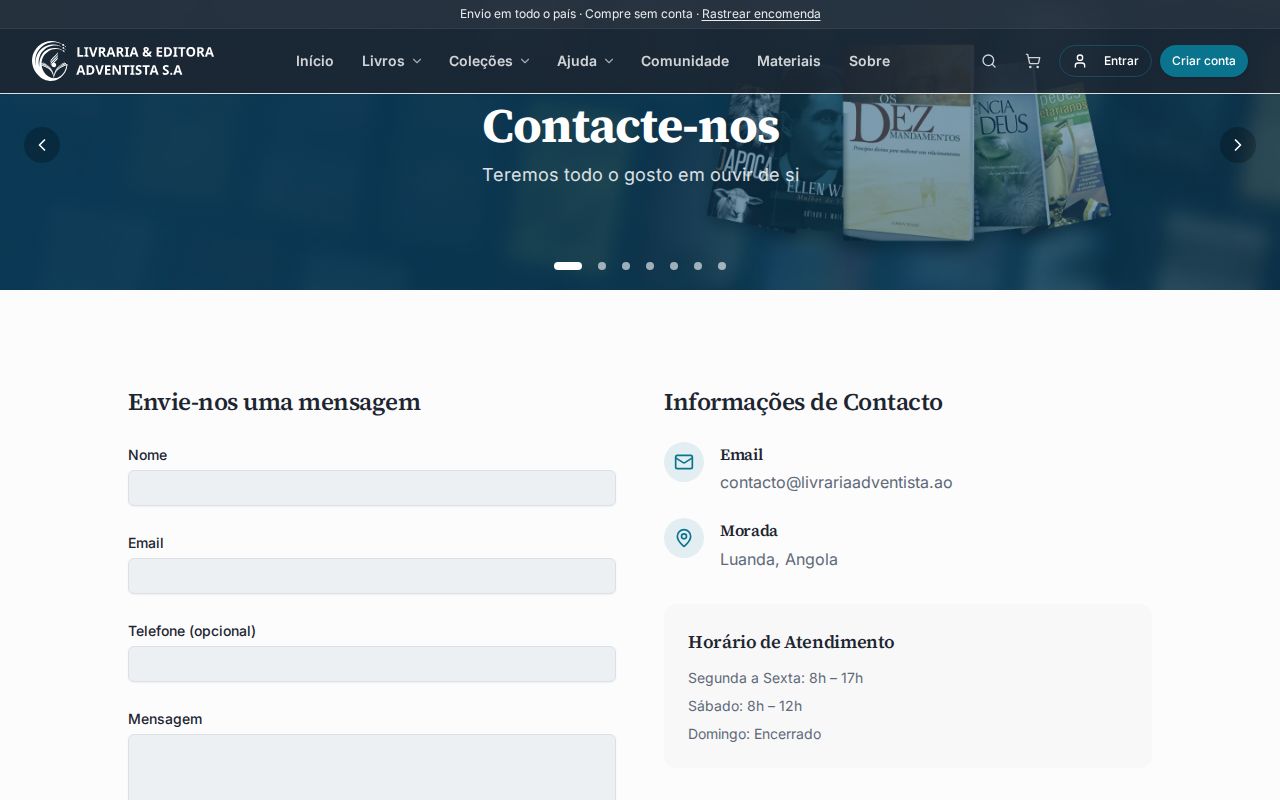 Envio em todo o país · Compre sem conta · Rastrear encomenda
LIVRARIA & EDITORA
ADVENTISTA S.A
Início
Livros
Coleções
Ajuda
Comunidade
Materiais
Sobre
Entrar
Criar conta
Contacte-nos
Teremos todo o gosto em ouvir de si
OS
DEZ
MANDAMENTOS
ELLEN
DEUS
Envie-nos uma mensagem
Nome
Email
Telefone (opcional)
Mensagem
Informações de Contacto
Email
contacto@livrariaadventista.ao
Morada
Luanda, Angola
Horário de Atendimento
Segunda a Sexta: 8h – 17h
Sábado: 8h – 12h
Domingo: Encerrado